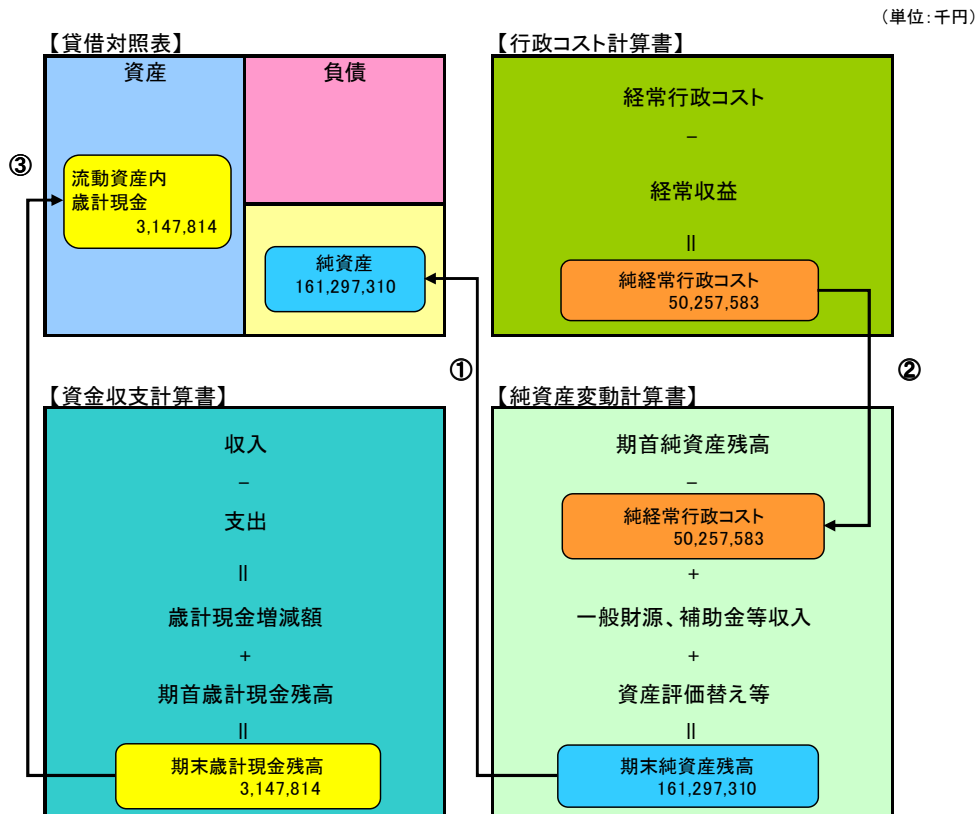 （単位：千円）
【貸借対照表】
資産
負債
③
流動資産内
歳計現金
3,147,814
純資産
161,297,310
【行政コスト計算書】
経常行政コスト
−
経常収益
||
純経常行政コスト
50,257,583
①
②
【資金収支計算書】
収入
−
支出
||
歳計現金増減額
+
期首歳計現金残高
||
期末歳計現金残高
3,147,814
【純資産変動計算書】
期首純資産残高
−
純経常行政コスト
50,257,583
+
一般財源、補助金等収入
+
資産評価替え等
||
期末純資産残高
161,297,310